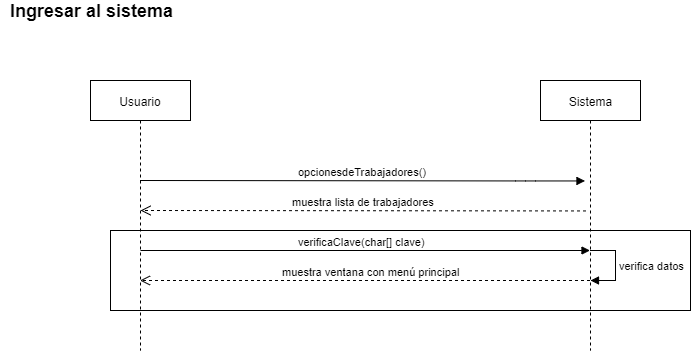 Ingresar al sistema
Usuario
Sistema
opcionesdeTrabajadores()
muestra lista de trabajadores
verificaClave(char[] clave)
verifica datos
muestra ventana con menú principal